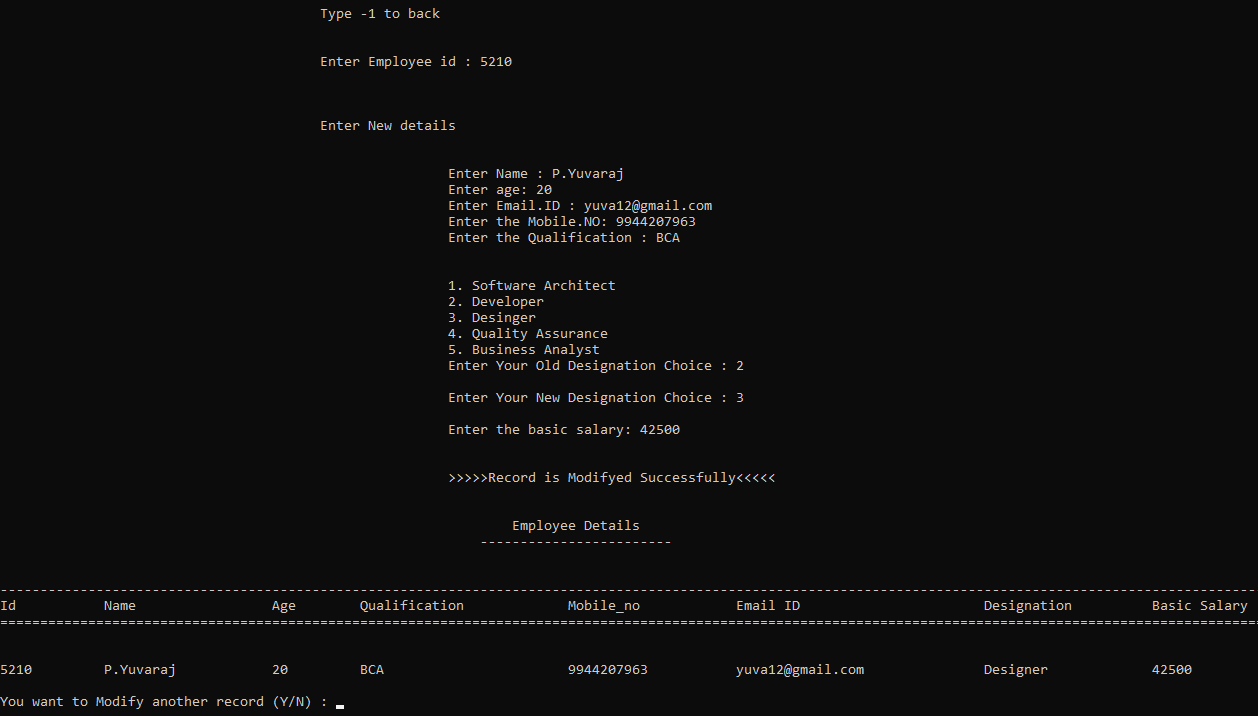 Type -1 to back
Enter Employee id : 5210
Enter New details
Enter Name : P.Yuvaraj
Enter age: 20
Enter Email.ID : yuva12@gmail.com
Enter the Mobile.NO: 9944207963
Enter the Qualification : BCA
1. Software Architect
2. Developer
3. Desinger
4. Quality Assurance
5. Business Analyst
Enter Your Old Designation Choice : 2
Enter Your New Designation Choice : 3
Enter the basic salary: 42500
>>>>>Record is Modifyed Successfully<<<<<
Employee Details
------------------------
-------------------------------------------------------------------------------------------------------------------------------------------------------------
Id Name Age Qualification Mobile_no Email ID Designation Basic Salary
=============================================================================================================================================================
5210 P.Yuvaraj 20 BCA 9944207963 yuva12@gmail.com Designer 42500
You want to Modify another record (Y/N) :